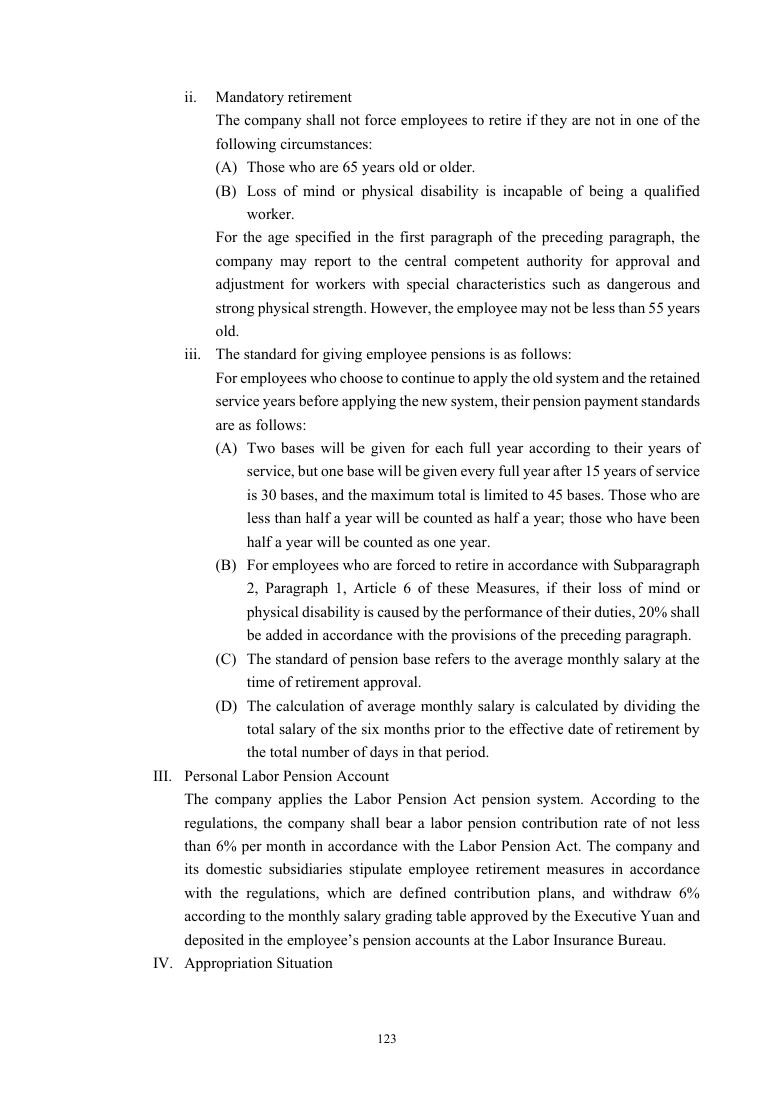 ii. Mandatory retirement
The company shall not force employees to retire if they are not in one of the
following circumstances:
(A) Those who are 65 years old or older.
(B) Loss of mind or physical disability is incapable of being a qualified
worker.
For the age specified in the first paragraph of the preceding paragraph, the
company may report to the central competent authority for approval and
adjustment for workers with special characteristics such as dangerous and
strong physical strength. However, the employee may not be less than 55 years
old.
iii. The standard for giving employee pensions is as follows:
For employees who choose to continue to apply the old system and the retained
service years before applying the new system, their pension payment standards
are as follows:
(A) Two bases will be given for each full year according to their years of
service, but one base will be given every full year after 15 years of service
is 30 bases, and the maximum total is limited to 45 bases. Those who are
less than half a year will be counted as half a year; those who have been
half a year will be counted as one year.
(B) For employees who are forced to retire in accordance with Subparagraph
2, Paragraph 1, Article 6 of these Measures, if their loss of mind or
physical disability is caused by the performance of their duties, 20% shall
be added in accordance with the provisions of the preceding paragraph.
(C) The standard of pension base refers to the average monthly salary at the
time of retirement approval.
(D) The calculation of average monthly salary is calculated by dividing the
total salary of the six months prior to the effective date of retirement by
the total number of days in that period.
III. Personal Labor Pension Account
The company applies the Labor Pension Act pension system. According to the
regulations, the company shall bear a labor pension contribution rate of not less
than 6% per month in accordance with the Labor Pension Act. The company and
its domestic subsidiaries stipulate employee retirement measures in accordance
with the regulations, which are defined contribution plans, and withdraw 6%
according to the monthly salary grading table approved by the Executive Yuan and
deposited in the employee’s pension accounts at the Labor Insurance Bureau.
IV. Appropriation Situation
123